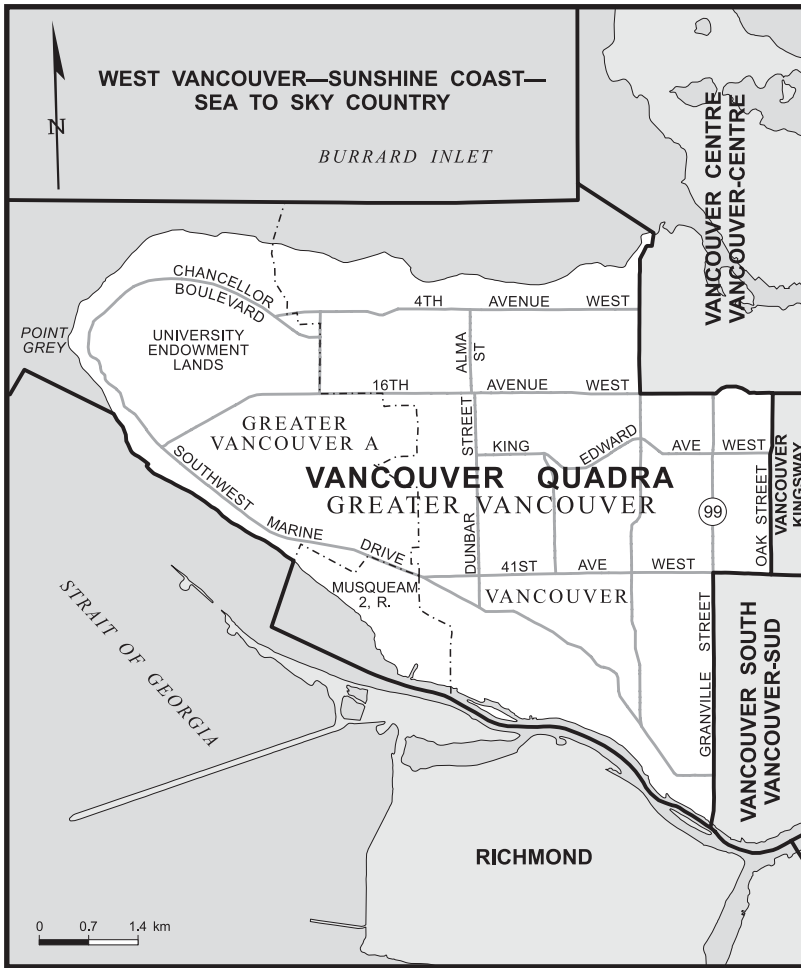 WEST VANCOUVER—SUNSHINE COAST—
SEA TO SKY COUNTRY
N
BURRARD INLET
VANCOUVER CENTRE
VANCOUVER-CENTRE
CHANCELLOR
BOULEVARD
4TH AVENUE WEST
POINT
GREY
UNIVERSITY
ENDOWMENT
LANDS
ALMA
ST
16TH AVENUE WEST
GREATER
VANCOUVER A
STREET
KING EDWARD AVE WEST
VANCOUVER
KINGSWAY
SOUTHWEST
VANCOUVER QUADRA
GREATER VANCOUVER
99
OAK STREET
MARINE
DRIVE
DUNBAR
41ST AVE WEST
MUSQUEAM
2, R.
VANCOUVER
STRAIT OF GEORGIA
GRANVILLE STREET
VANCOUVER SOUTH
VANCOUVER-SUD
RICHMOND
0 0.7 1.4 km